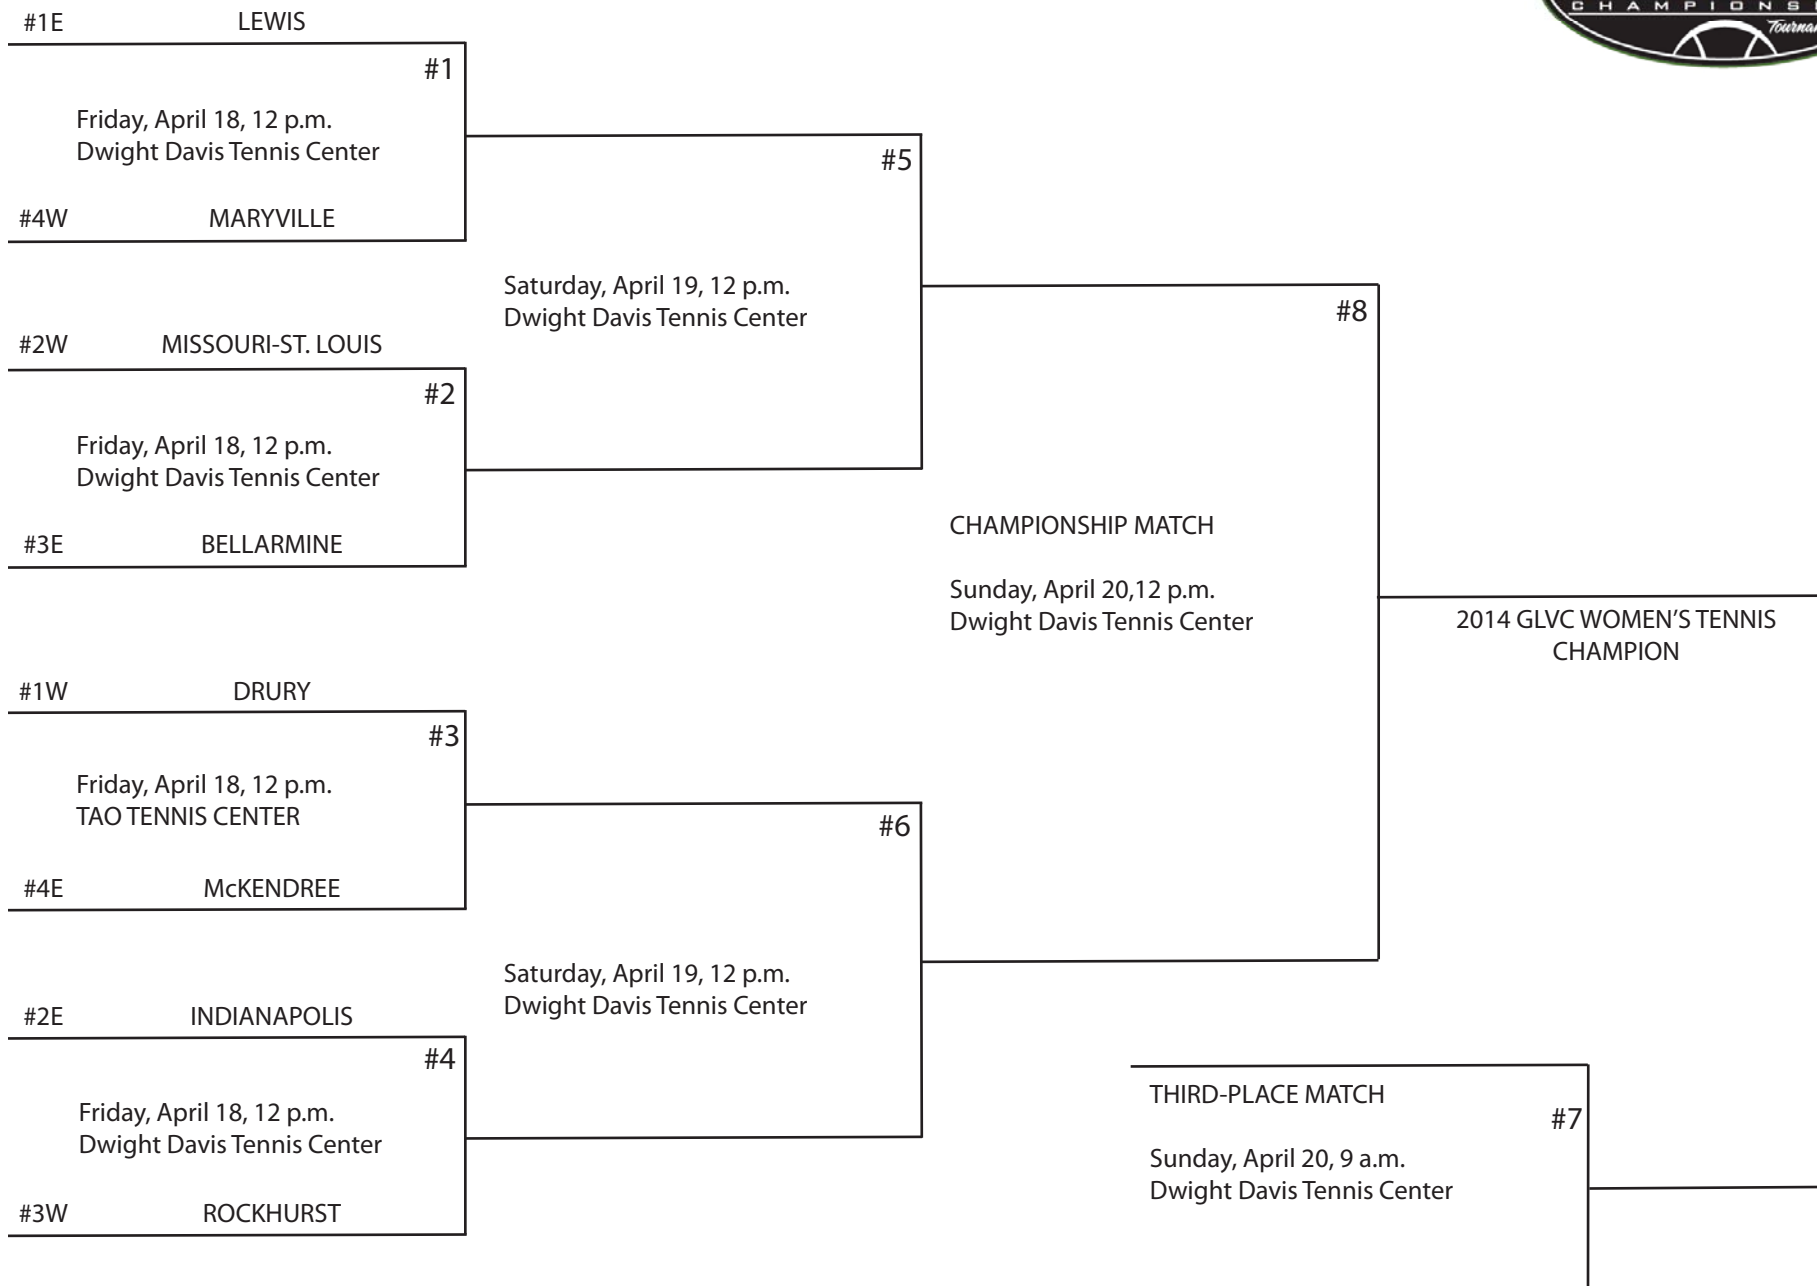 CHAMPIONS
#1E LEWIS
#1
Friday, April 18, 12 p.m.
Dwight Davis Tennis Center
#4W MARYVILLE
#5
Saturday, April 19, 12 p.m.
Dwight Davis Tennis Center
#2W MISSOURI-ST. LOUIS
#2
Friday, April 18, 12 p.m.
Dwight Davis Tennis Center
#3E BELLARMINE
#8
CHAMPIONSHIP MATCH
Sunday, April 20,12 p.m.
Dwight Davis Tennis Center
2014 GLVC WOMEN'S TENNIS
CHAMPION
#1W DRURY
#3
Friday, April 18, 12 p.m.
TAO TENNIS CENTER
#4E McKENDREE
#6
Saturday, April 19, 12 p.m.
Dwight Davis Tennis Center
#2E INDIANAPOLIS
#4
Friday, April 18, 12 p.m.
Dwight Davis Tennis Center
#3W ROCKHURST
THIRD-PLACE MATCH
#7
Sunday, April 20, 9 a.m.
Dwight Davis Tennis Center